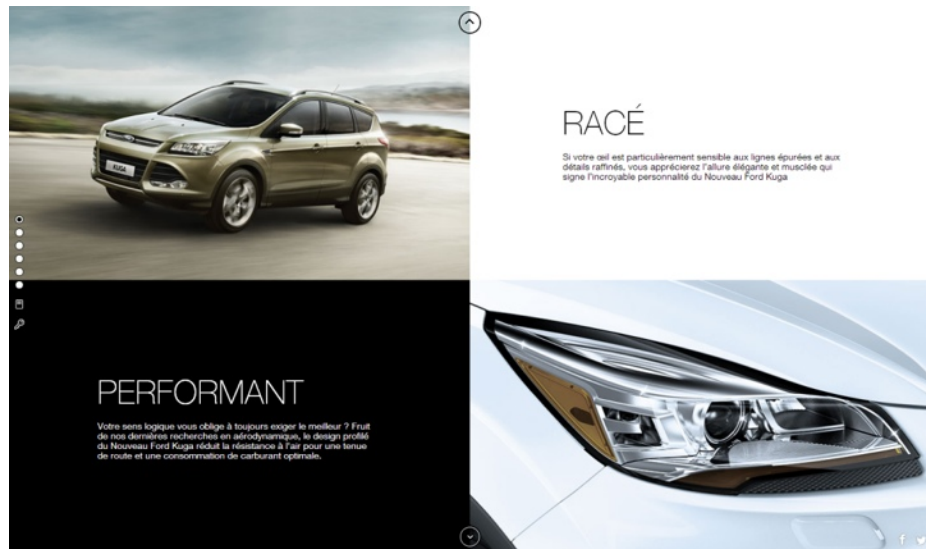 KUGA
RACÉ
Si votre œil est particulièrement sensible aux lignes épurées et aux
détails raffinés, vous apprécierez l'allure élégante et musclée qui
signe l'incroyable personnalité du Nouveau Ford Kuga
PERFORMANT
Votre sens logique vous oblige à toujours exiger le meilleur ? Fruit
de nos dernières recherches en aérodynamique, le design profilé
du Nouveau Ford Kuga réduit la résistance à l'air pour une tenue
de route et une consommation de carburant optimale.